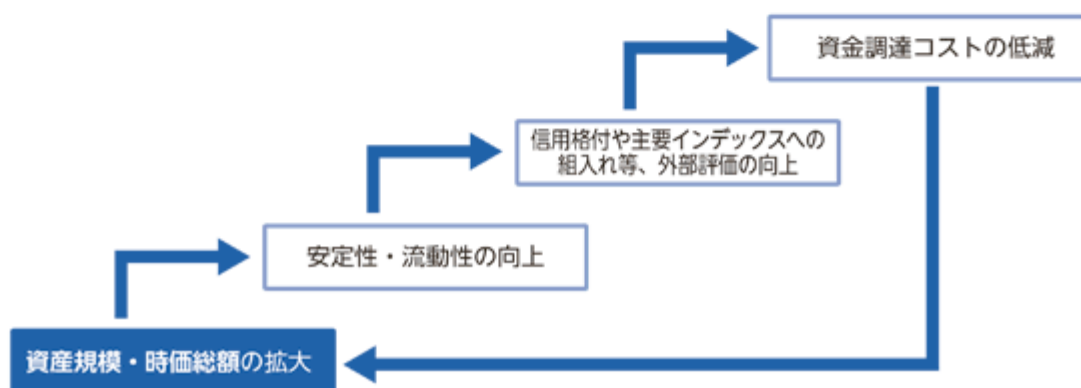 資金調達コストの低減
信用格付や主要インデックスへの
組入れ等、外部評価の向上
安定性・流動性の向上
資産規模・時価総額の拡大